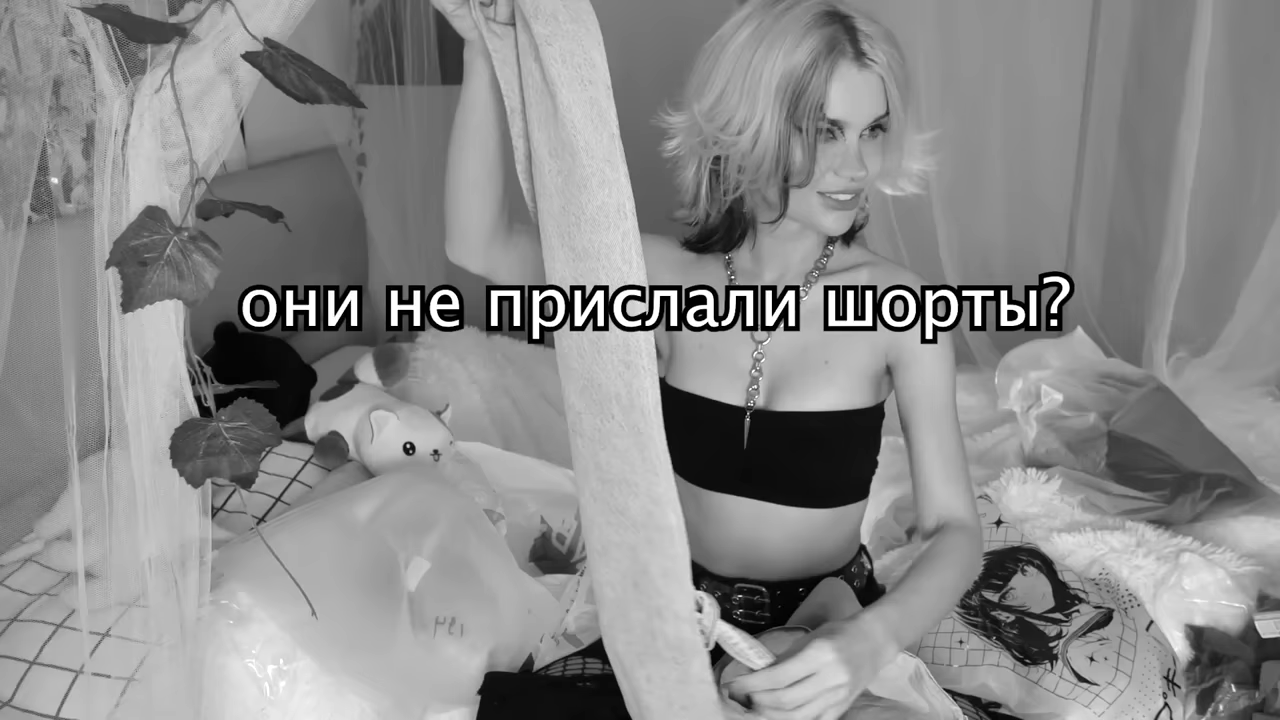 они не прислали шорты?